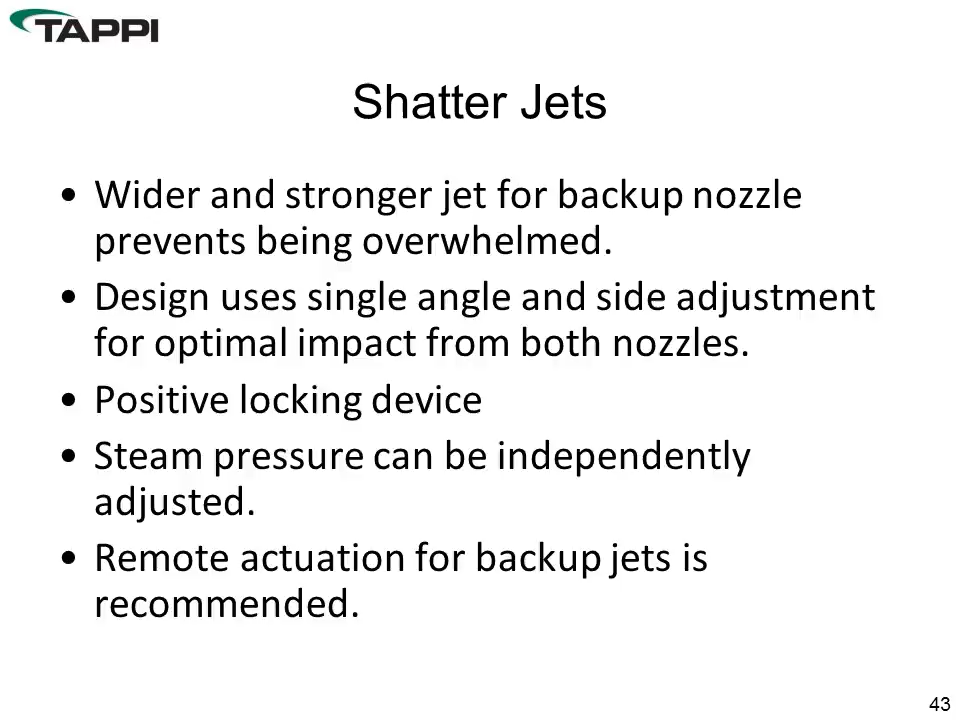 TAPPI
Shatter Jets
• Wider and stronger jet for backup nozzle
prevents being overwhelmed.
• Design uses single angle and side adjustment
for optimal impact from both nozzles.
• Positive locking device
• Steam pressure can be independently
adjusted.
• Remote actuation for backup jets is
recommended.
43